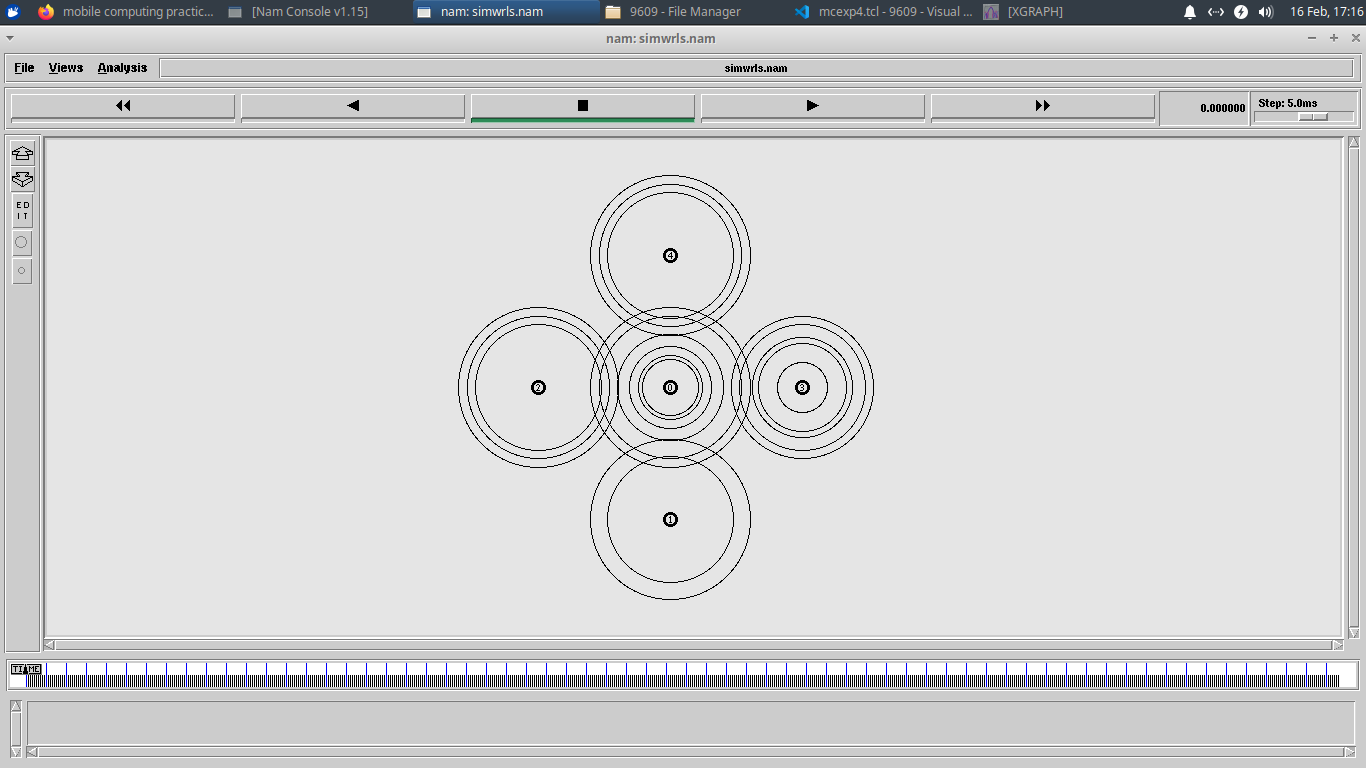 mobile computing practic...
[Nam Console v1.15]
nam: simwrls.nam
9609 - File Manager
mcexp4.tcl - 9609 - Visual ...
[XGRAPH]
16 Feb, 17:16
nam: simwrls.nam
File
Views
Analysis
simwrls.nam
0.000000
Step: 5.0ms
ED
IT
4
2
0
3
1
TIME